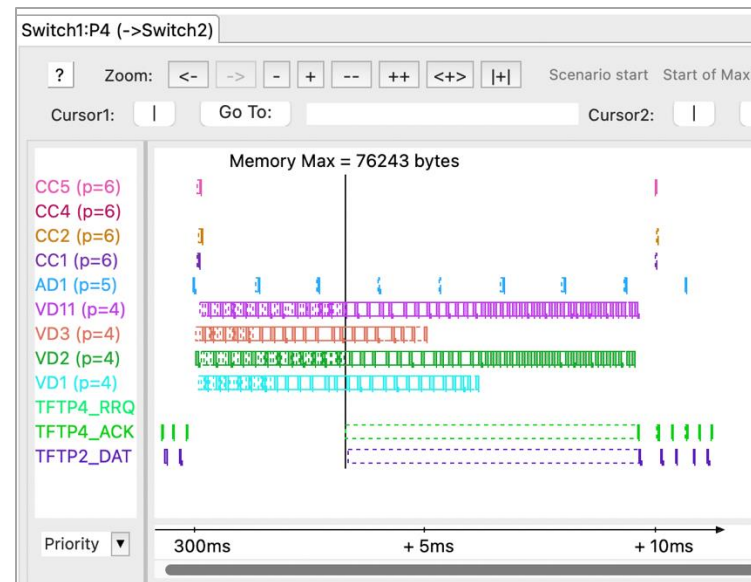 Switch1:P4 (->Switch2)
? Zoom: <- -> - + -- ++ <+> |+| Scenario start Start of Max
Cursor1: | Go To: Cursor2: |
Memory Max = 76243 bytes
CC5 (p=6)
CC4 (p=6)
CC2 (p=6)
CC1 (p=6)
AD1 (p=5)
VD11 (p=4)
VD3 (p=4)
VD2 (p=4)
VD1 (p=4)
TFTP4_RRQ
TFTP4_ACK
TFTP2_DAT
Priority ▼ 300ms + 5ms + 10ms